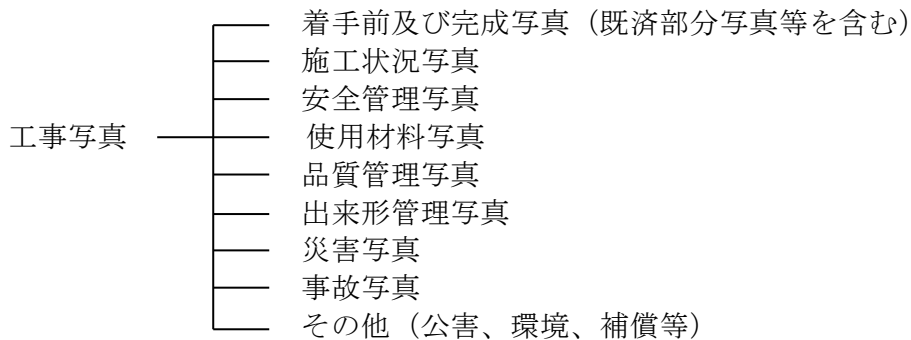 着手前及び完成写真（既済部分写真等を含む）
施工状況写真
安全管理写真
工事写真 使用材料写真
品質管理写真
出来形管理写真
災害写真
事故写真
その他（公害、環境、補償等）